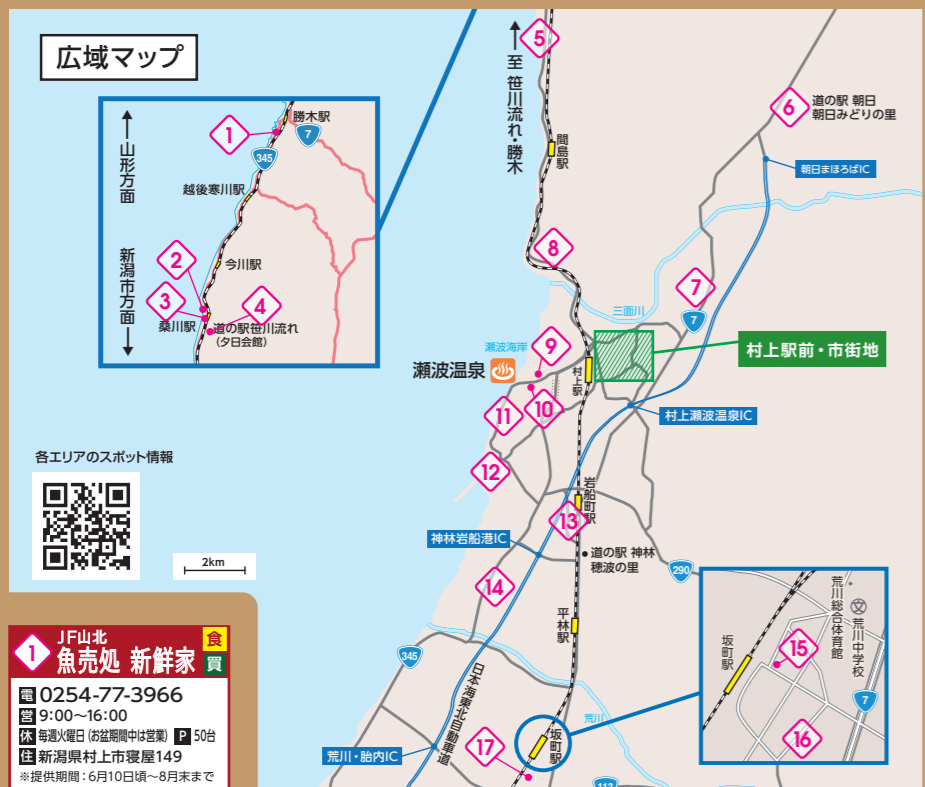 広域マップ
1
勝木駅
7
345
越後寒川駅
今川駅
2
3
4
桑川駅
道の駅笹川流れ
(夕日会館)
←山形方面
新潟市方面→
↑至 笹川流れ・勝木
5
間島駅
6
道の駅 朝日
朝日みどりの里
朝日まほろばIC
8
7
三面川
7
村上駅前・市街地
瀬波海岸
9
瀬波温泉
村上駅
10
11
村上瀬波温泉IC
12
岩船町駅
13
神林岩船港IC
道の駅 神林
穂波の里
290
14
平林駅
345
日本海東北自動車道
荒川
荒川・胎内IC
17
坂町駅
113
坂町駅
15
荒川総合体育館
文
荒川中学校
7
16
各エリアのスポット情報
2km
1
JF山北
魚売処 新鮮家
食
買
電 0254-77-3966
営 9:00〜16:00
休 毎週火曜日(お盆期間中は営業) P 50台
住 新潟県村上市寝屋149
※提供期間:6月10日頃〜8月末まで